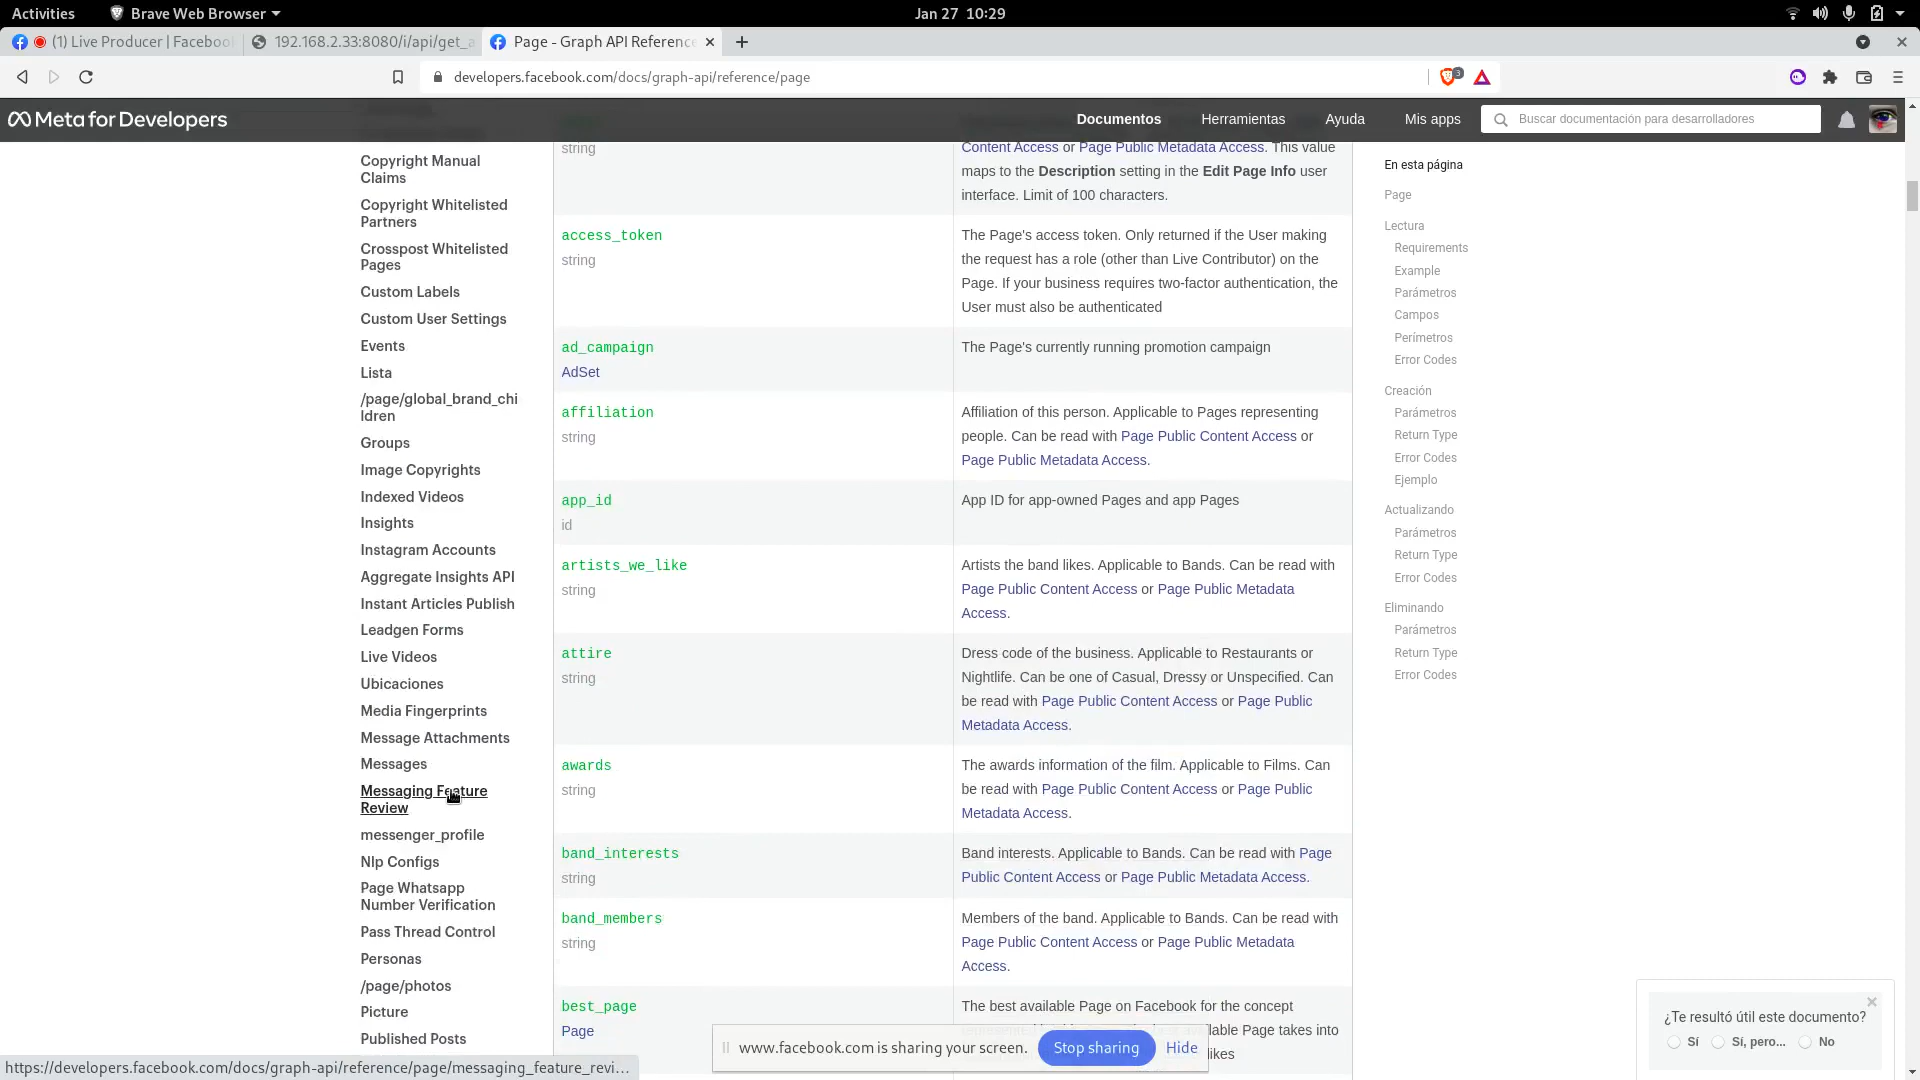 Activities
Brave Web Browser
Jan 27 10:29
(1) Live Producer | Faceboo
192.168.2.33:8080/i/api/get_a
Page - Graph API Reference
developers.facebook.com/docs/graph-api/reference/page
3
Meta for Developers
Documentos
Herramientas
Ayuda
Mis apps
Buscar documentación para desarrolladores
Copyright Manual
Claims
Copyright Whitelisted
Partners
Crosspost Whitelisted
Pages
Custom Labels
Custom User Settings
Events
Lista
/page/global_brand_chi
ldren
Groups
Image Copyrights
Indexed Videos
Insights
Instagram Accounts
Aggregate Insights API
Instant Articles Publish
Leadgen Forms
Live Videos
Ubicaciones
Media Fingerprints
Message Attachments
Messages
Messaging Feature
Review
messenger_profile
Nlp Configs
Page Whatsapp
Number Verification
Pass Thread Control
Personas
/page/photos
Picture
Published Posts
string
Content Access or Page Public Metadata Access. This value
maps to the Description setting in the Edit Page Info user
interface. Limit of 100 characters.
access_token
string
The Page's access token. Only returned if the User making
the request has a role (other than Live Contributor) on the
Page. If your business requires two-factor authentication, the
User must also be authenticated
ad_campaign
AdSet
The Page's currently running promotion campaign
affiliation
string
Affiliation of this person. Applicable to Pages representing
people. Can be read with Page Public Content Access or
Page Public Metadata Access.
app_id
id
App ID for app-owned Pages and app Pages
artists_we_like
string
Artists the band likes. Applicable to Bands. Can be read with
Page Public Content Access or Page Public Metadata
Access.
attire
string
Dress code of the business. Applicable to Restaurants or
Nightlife. Can be one of Casual, Dressy or Unspecified. Can
be read with Page Public Content Access or Page Public
Metadata Access.
awards
string
The awards information of the film. Applicable to Films. Can
be read with Page Public Content Access or Page Public
Metadata Access.
band_interests
string
Band interests. Applicable to Bands. Can be read with Page
Public Content Access or Page Public Metadata Access.
band_members
string
Members of the band. Applicable to Bands. Can be read with
Page Public Content Access or Page Public Metadata
Access.
best_page
Page
The best available Page on Facebook for the concept
ilable Page takes into
likes
En esta página
Page
Lectura
Requirements
Example
Parámetros
Campos
Perímetros
Error Codes
Creación
Parámetros
Return Type
Error Codes
Ejemplo
Actualizando
Parámetros
Return Type
Error Codes
Eliminando
Parámetros
Return Type
Error Codes
¿Te resultó útil este documento?
Sí
Sí, pero...
No
www.facebook.com is sharing your screen.
Stop sharing
Hide
https://developers.facebook.com/docs/graph-api/reference/page/messaging_feature_revi...